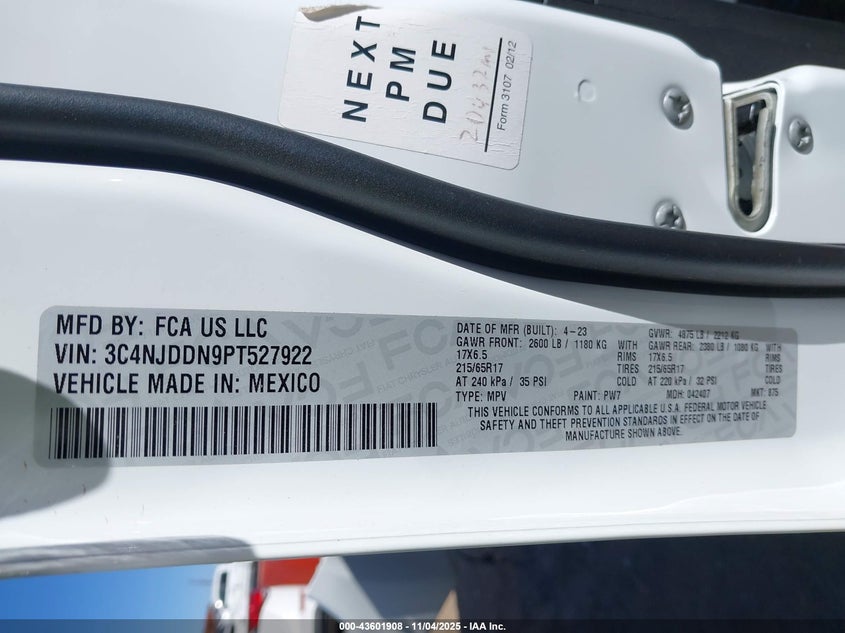 NEXT
PM
DUE
Form 3107 02/12
MFD BY: FCA US LLC
VIN: 3C4NJDDN9PT527922
VEHICLE MADE IN: MEXICO
DATE OF MFR (BUILT): 4-23 GVWR: 4875 LB / 2212 KG
GAWR FRONT: 2600 LB / 1180 KG WITH GAWR REAR: 2380 LB / 1080 KG WITH
17X6.5 RIMS 17X6.5 RIMS
215/65R17 TIRES 215/65R17 TIRES
AT 240 kPa / 35 PSI COLD AT 220 kPa / 32 PSI COLD
TYPE: MPV PAINT: PW7 MDH: 042407 MKT: 875
THIS VEHICLE CONFORMS TO ALL APPLICABLE U.S.A. FEDERAL MOTOR VEHICLE
SAFETY AND THEFT PREVENTION STANDARDS IN EFFECT ON THE DATE OF
MANUFACTURE SHOWN ABOVE.
000-43601908 - 11/04/2025 - IAA Inc.